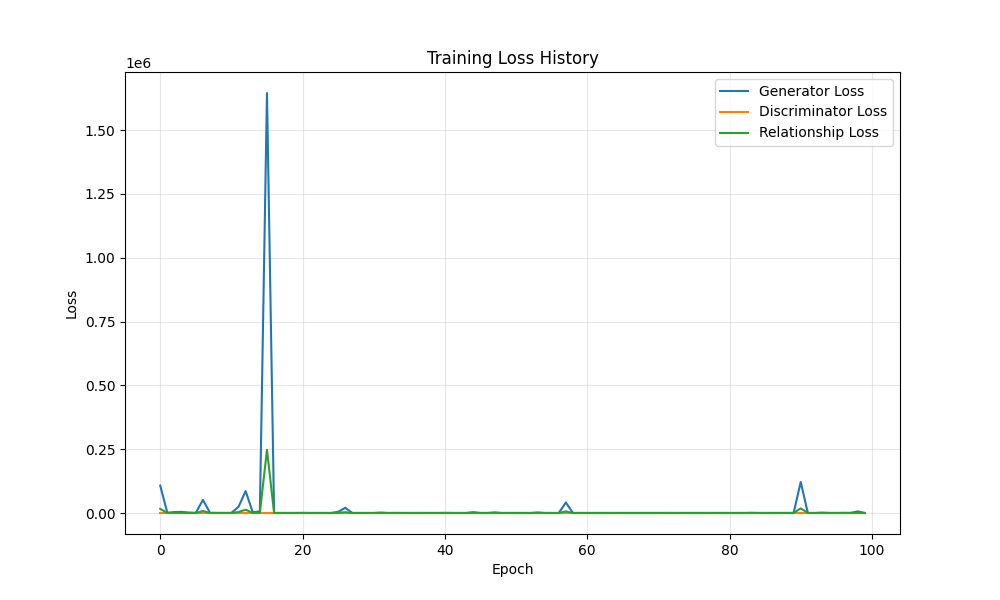 Training Loss History
1e6
Generator Loss
Discriminator Loss
Relationship Loss
1.50
1.25
1.00
0.75
0.50
0.25
0.00
Loss
0 20 40 60 80 100
Epoch